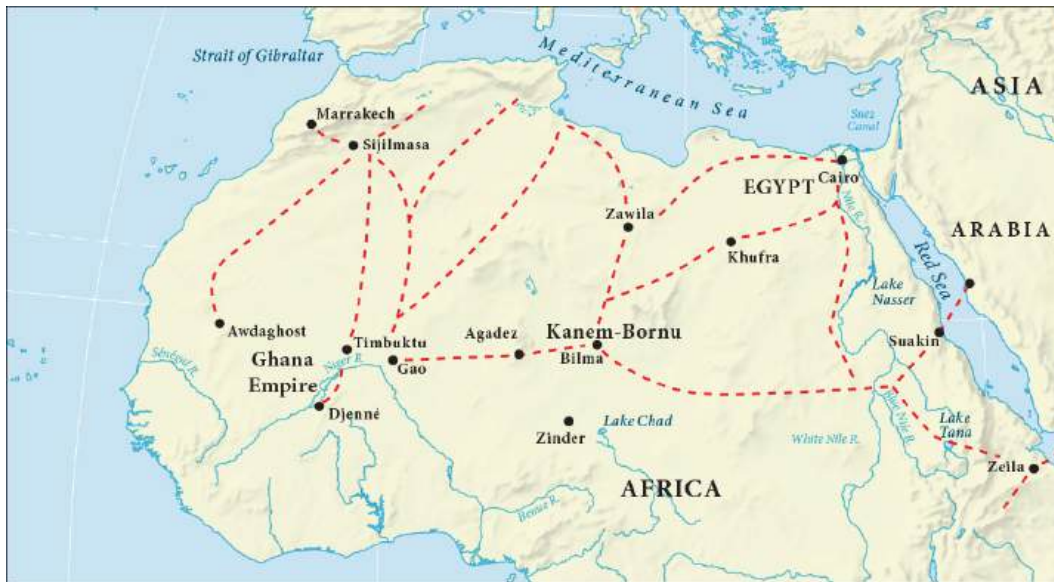 Strait of Gibraltar
Mediterranean Sea
ASIA
Marrakech
Suez
Canal
Sijilmasa
EGYPT
Cairo
Nile R.
Zawila
ARABIA
Khufra
Red Sea
Lake
Nasser
Awdaghost
Timbuktu
Agadez
Kanem-Bornu
Bilma
Suakin
Sénégal R.
Ghana
Empire
Niger R.
Gao
Djenné
Zinder
Lake Chad
White Nile R.
Blue Nile R.
Lake
Tana
Zeila
AFRICA
Benue R.